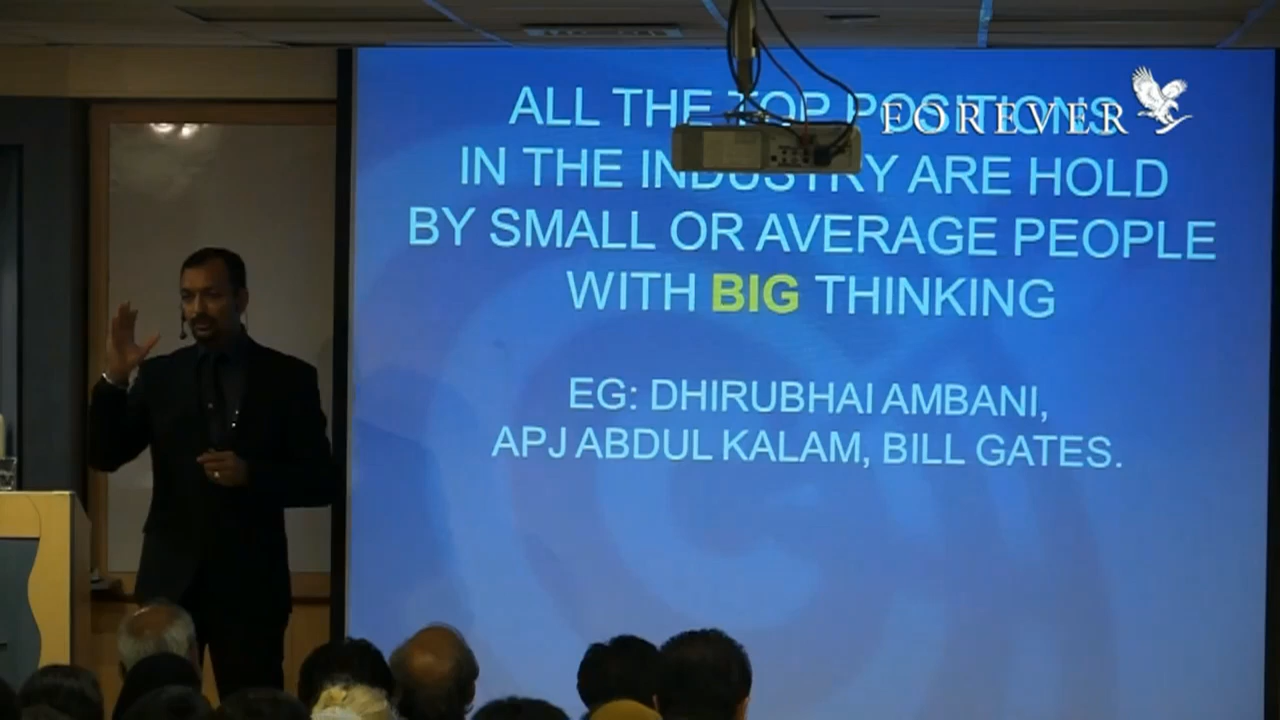 ALL THE TOP POSITIONS
FOREVER
IN THE INDUSTRY ARE HOLD
BY SMALL OR AVERAGE PEOPLE
WITH BIG THINKING
EG: DHIRUBHAI AMBANI,
APJ ABDUL KALAM, BILL GATES.